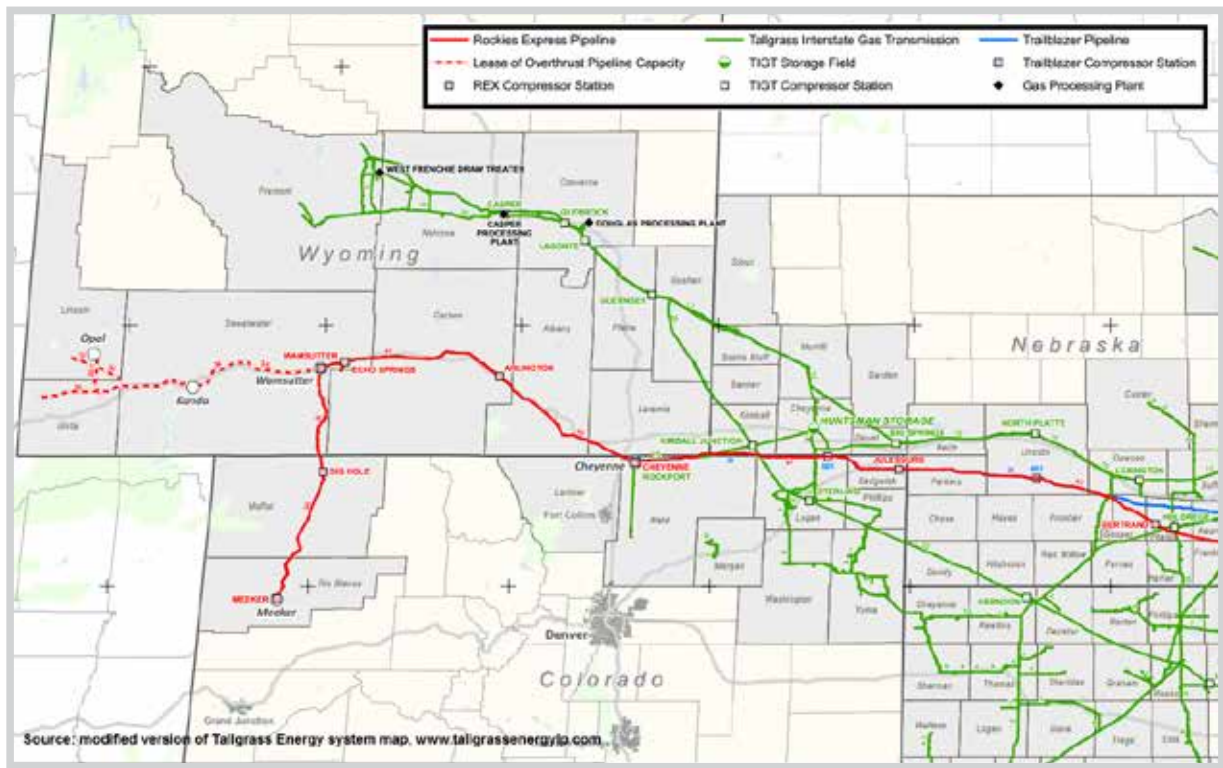 Rockies Express Pipeline
Tallgrass Interstate Gas Transmission
Trailblazer Pipeline
Lease of Overthrust Pipeline Capacity
TIGT Storage Field
Trailblazer Compressor Station
REX Compressor Station
TIGT Compressor Station
Gas Processing Plant
WEST FRENCHIE DRAW TREATER
Fremont
Converse
CASPER
GLENROCK
CASPER
PROCESSING
PLANT
DOUGLAS PROCESSING PLANT
Natrona
Wyoming
Goshen
Sioux
GUERNSEY
Platte
Lincoln
Sweetwater
Carbon
Albany
Opal
Nebraska
Scotts Bluff
Morrill
Garden
Custer
WAMSUTTER
ECHO SPRINGS
Wamsutter
ARLINGTON
Kanda
Banner
Laramie
Kimball
Cheyenne
Uinta
HUNTSMAN STORAGE
KIMBALL JUNCTION
BIG SPRINGS
NORTH PLATTE
Deuel
Keith
Lincoln
Dawson
Cheyenne
CHEYENNE
ROCKPORT
JULESBURG
BIG HOLE
Sedgwick
Perkins
LEXINGTON
Larimer
Moffat
Fort Collins
Weld
STERLING
Logan
Phillips
Chase
Hayes
Frontier
BERTRAND
Gosper
Morgan
Red Willow
Dundy
Hitchcock
Furnas
Rio Blanco
MEEKER
Meeker
Washington
Yuma
Cheyenne
HERNDON
Rawlins
Decatur
Norton
Phillips
Denver
Colorado
Sherman
Thomas
Sheridan
Graham
Grand Junction
Wallace
Logan
Gove
Trego
Ellis
Source: modified version of Tallgrass Energy system map, www.tallgrassenergylp.com